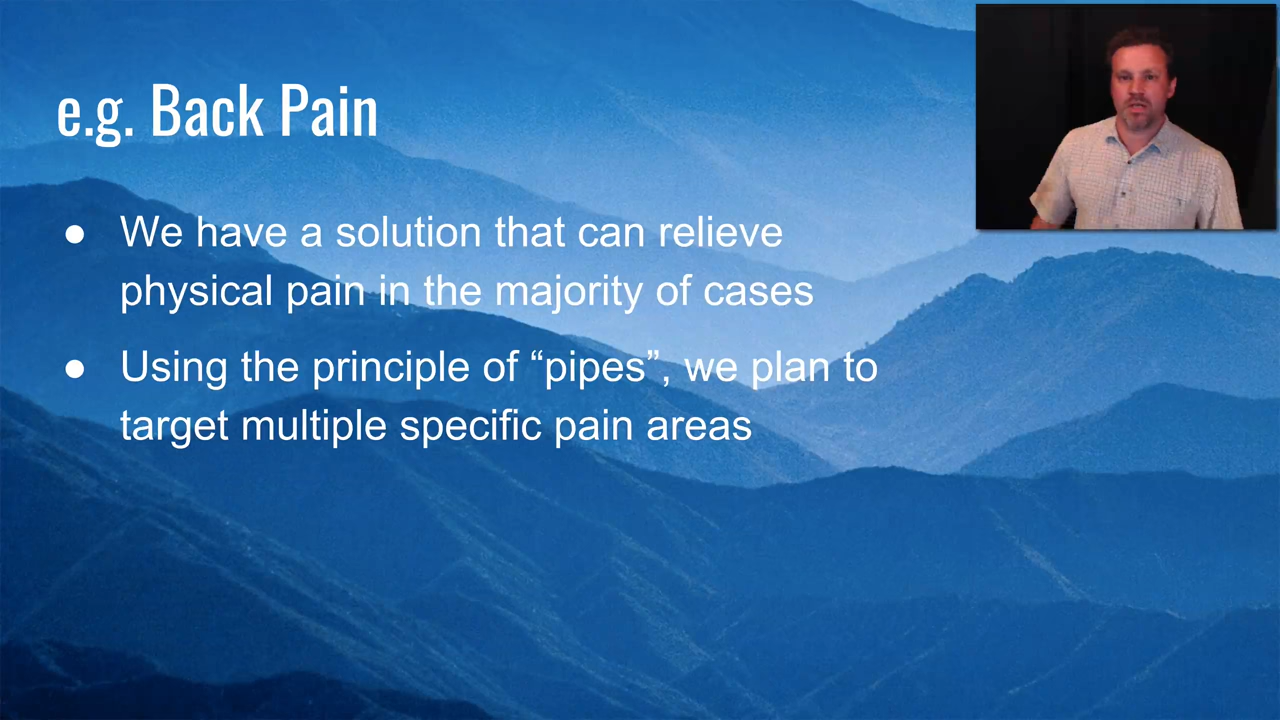 e.g. Back Pain
● We have a solution that can relieve
physical pain in the majority of cases
● Using the principle of “pipes”, we plan to
target multiple specific pain areas